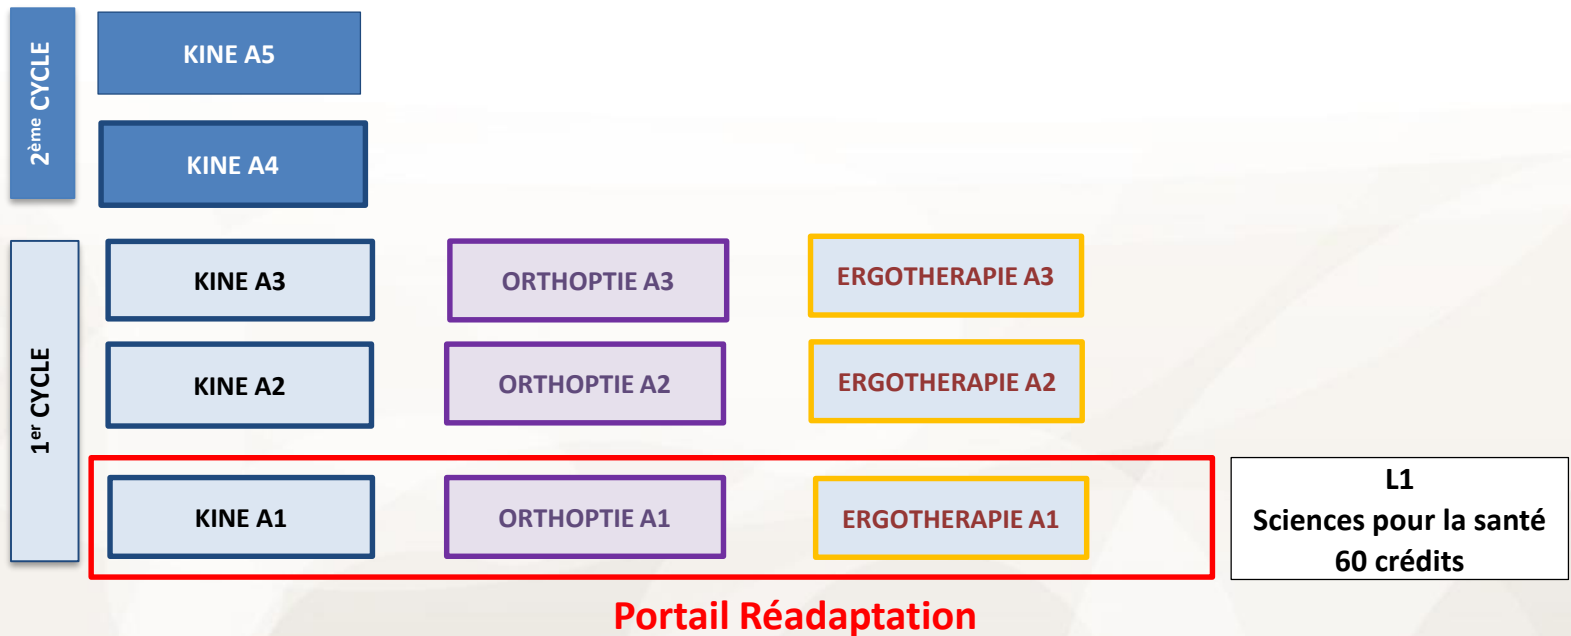 2ème CYCLE
KINE A5
KINE A4
1er CYCLE
KINE A3
ORTHOPTIE A3
ERGOTHERAPIE A3
KINE A2
ORTHOPTIE A2
ERGOTHERAPIE A2
KINE A1
ORTHOPTIE A1
ERGOTHERAPIE A1
L1
Sciences pour la santé
60 crédits
Portail Réadaptation